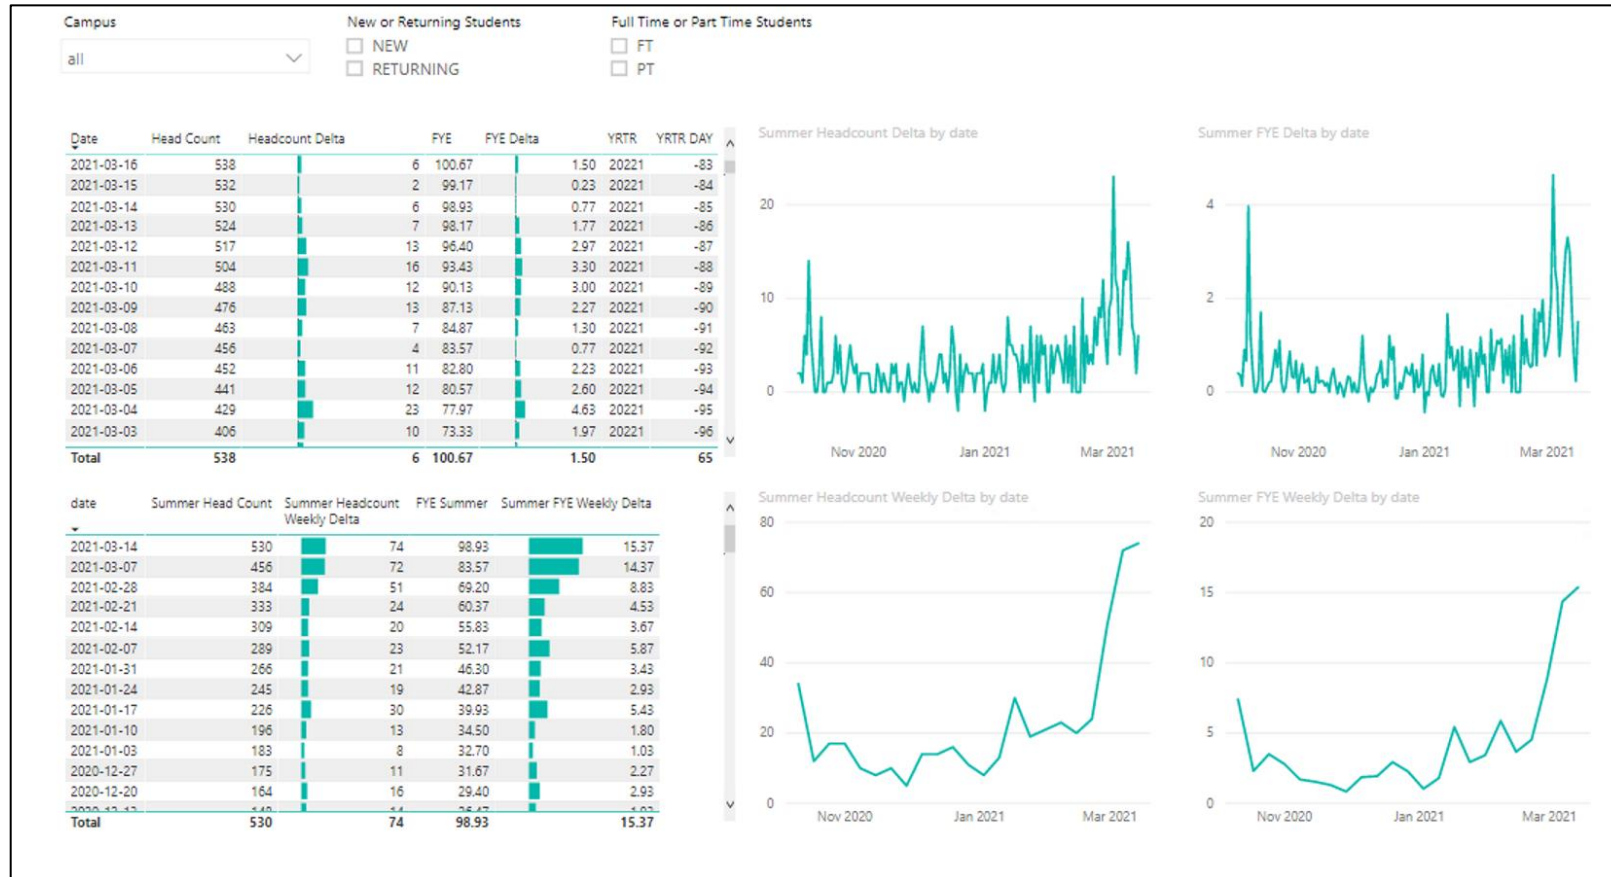 Campus
all
New or Returning Students
NEW
RETURNING
Full Time or Part Time Students
FT
PT
Date Head Count Headcount Delta FYE FYE Delta YRTR YRTR DAY
2021-03-16 538 6 100.67 1.50 20221 -83
2021-03-15 532 2 99.17 0.23 20221 -84
2021-03-14 530 6 98.93 0.77 20221 -85
2021-03-13 524 7 98.17 1.77 20221 -86
2021-03-12 517 13 96.40 2.97 20221 -87
2021-03-11 504 16 93.43 3.30 20221 -88
2021-03-10 488 12 90.13 3.00 20221 -89
2021-03-09 476 13 87.13 2.27 20221 -90
2021-03-08 463 7 84.87 1.30 20221 -91
2021-03-07 456 4 83.57 0.77 20221 -92
2021-03-06 452 11 82.80 2.23 20221 -93
2021-03-05 441 12 80.57 2.60 20221 -94
2021-03-04 429 23 77.97 4.63 20221 -95
2021-03-03 406 10 73.33 1.97 20221 -96
Total 538 6 100.67 1.50 65
Summer Headcount Delta by date
20
10
0
Nov 2020 Jan 2021 Mar 2021
Summer FYE Delta by date
4
2
0
Nov 2020 Jan 2021 Mar 2021
date Summer Head Count Summer Headcount FYE Summer Summer FYE Weekly Delta
Weekly Delta
2021-03-14 530 74 98.93 15.37
2021-03-07 456 72 83.57 14.37
2021-02-28 384 51 69.20 8.83
2021-02-21 333 24 60.37 4.53
2021-02-14 309 20 55.83 3.67
2021-02-07 289 23 52.17 5.87
2021-01-31 266 21 46.30 3.43
2021-01-24 245 19 42.87 2.93
2021-01-17 226 30 39.93 5.43
2021-01-10 196 13 34.50 1.80
2021-01-03 183 8 32.70 1.03
2020-12-27 175 11 31.67 2.27
2020-12-20 164 16 29.40 2.93
Total 530 74 98.93 15.37
Summer Headcount Weekly Delta by date
80
60
40
20
0
Nov 2020 Jan 2021 Mar 2021
Summer FYE Weekly Delta by date
20
15
10
5
0
Nov 2020 Jan 2021 Mar 2021